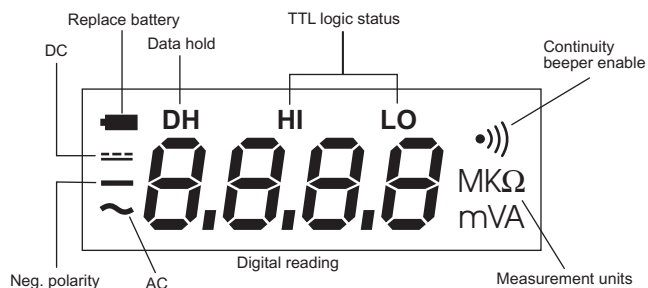 Replace battery
TTL logic status
DC
Data hold
Continuity
beeper enable
DH HI LO
8.8.8.8
MKΩ
mVA
Digital reading
Neg. polarity
AC
Measurement units